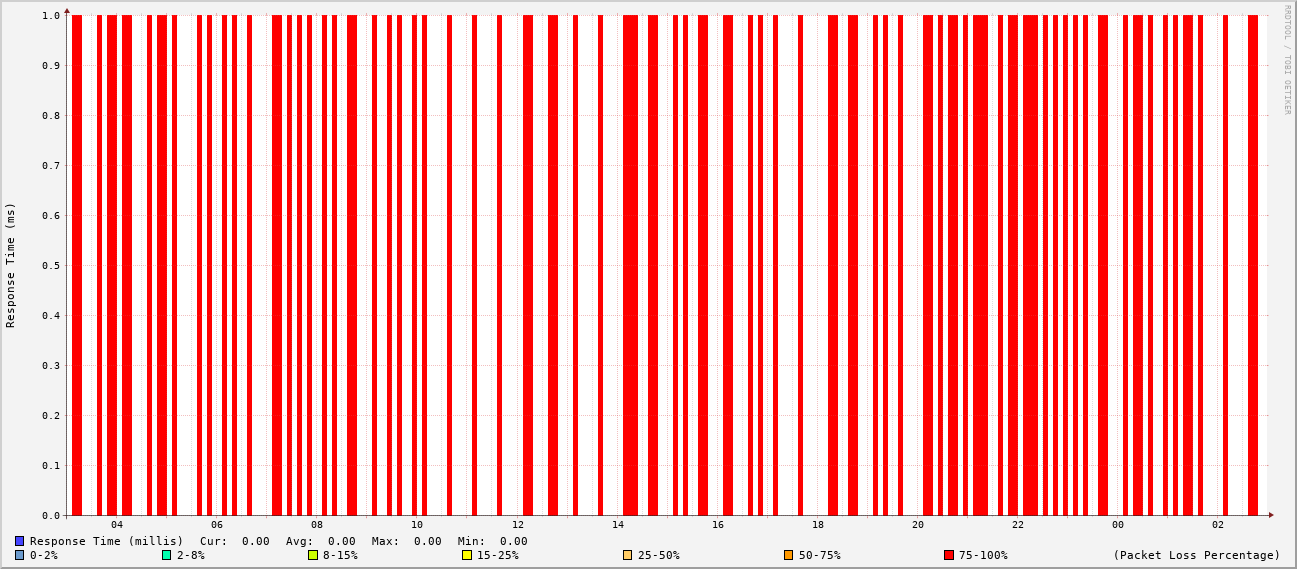 RRDTOOL / TOBI OETIKER
Response Time (ms)
1.0
0.9
0.8
0.7
0.6
0.5
0.4
0.3
0.2
0.1
0.0
04 06 08 10 12 14 16 18 20 22 00 02
Response Time (millis) Cur: 0.00 Avg: 0.00 Max: 0.00 Min: 0.00
0-2% 2-8% 8-15% 15-25% 25-50% 50-75% 75-100% (Packet Loss Percentage)